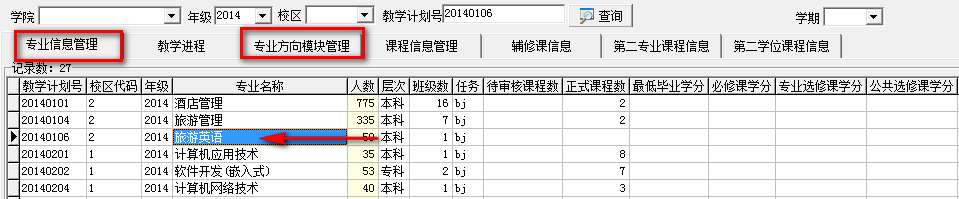 学院 年级 2014 校区 教学计划号 20140106 查询 学期
专业信息管理 教学进程 专业方向模块管理 课程信息管理 辅修课信息 第二专业课程信息 第二学位课程信息
记录数: 27
教学计划号 校区代码 年级 专业名称 人数 层次 班级数 任务 待审核课程数 正式课程数 最低毕业学分 必修课学分 专业选修课学分 公共选修课学分
20140101 2 2014 酒店管理 775 本科 16 bj 2
20140104 2 2014 旅游管理 335 本科 7 bj 2
20140106 2 2014 旅游英语 本科 1 bj
20140201 1 2014 计算机应用技术 35 本科 1 bj 8
20140202 1 2014 软件开发(嵌入式) 53 专科 2 bj 7
20140204 1 2014 计算机网络技术 40 本科 1 bj 3